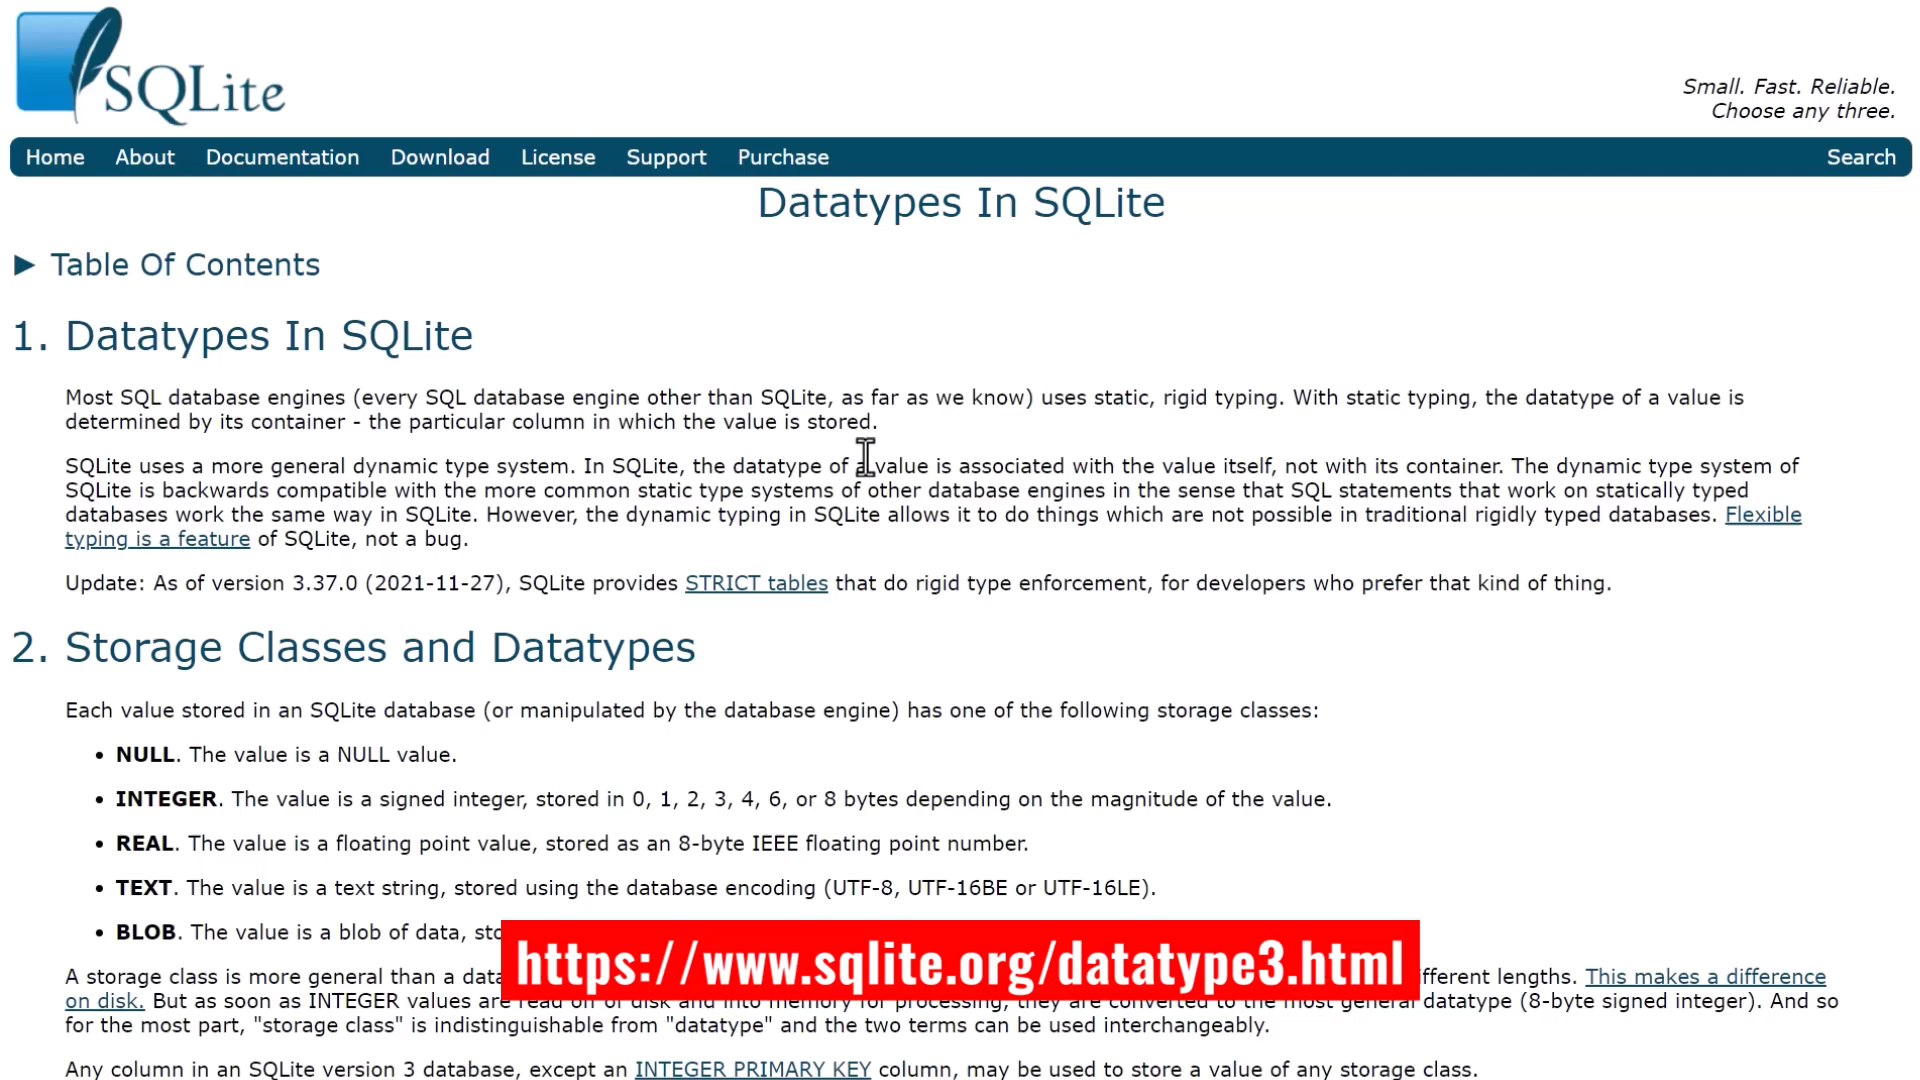 SQLite
Small. Fast. Reliable.
Choose any three.
Home About Documentation Download License Support Purchase Search
Datatypes In SQLite
► Table Of Contents
1. Datatypes In SQLite
Most SQL database engines (every SQL database engine other than SQLite, as far as we know) uses static, rigid typing. With static typing, the datatype of a value is
determined by its container - the particular column in which the value is stored.
SQLite uses a more general dynamic type system. In SQLite, the datatype of a value is associated with the value itself, not with its container. The dynamic type system of
SQLite is backwards compatible with the more common static type systems of other database engines in the sense that SQL statements that work on statically typed
databases work the same way in SQLite. However, the dynamic typing in SQLite allows it to do things which are not possible in traditional rigidly typed databases. Flexible
typing is a feature of SQLite, not a bug.
Update: As of version 3.37.0 (2021-11-27), SQLite provides STRICT tables that do rigid type enforcement, for developers who prefer that kind of thing.
2. Storage Classes and Datatypes
Each value stored in an SQLite database (or manipulated by the database engine) has one of the following storage classes:
• NULL. The value is a NULL value.
• INTEGER. The value is a signed integer, stored in 0, 1, 2, 3, 4, 6, or 8 bytes depending on the magnitude of the value.
• REAL. The value is a floating point value, stored as an 8-byte IEEE floating point number.
• TEXT. The value is a text string, stored using the database encoding (UTF-8, UTF-16BE or UTF-16LE).
• BLOB. The value is a blob of data,
https://www.sqlite.org/datatype3.html
A storage class is more general than a lengths. This makes a difference
on disk. But as soon as INTEGER values are read off of disk and into memory for processing, they are converted to the most general datatype (8-byte signed integer). And so
for the most part, "storage class" is indistinguishable from "datatype" and the two terms can be used interchangeably.
Any column in an SQLite version 3 database, except an INTEGER PRIMARY KEY column, may be used to store a value of any storage class.